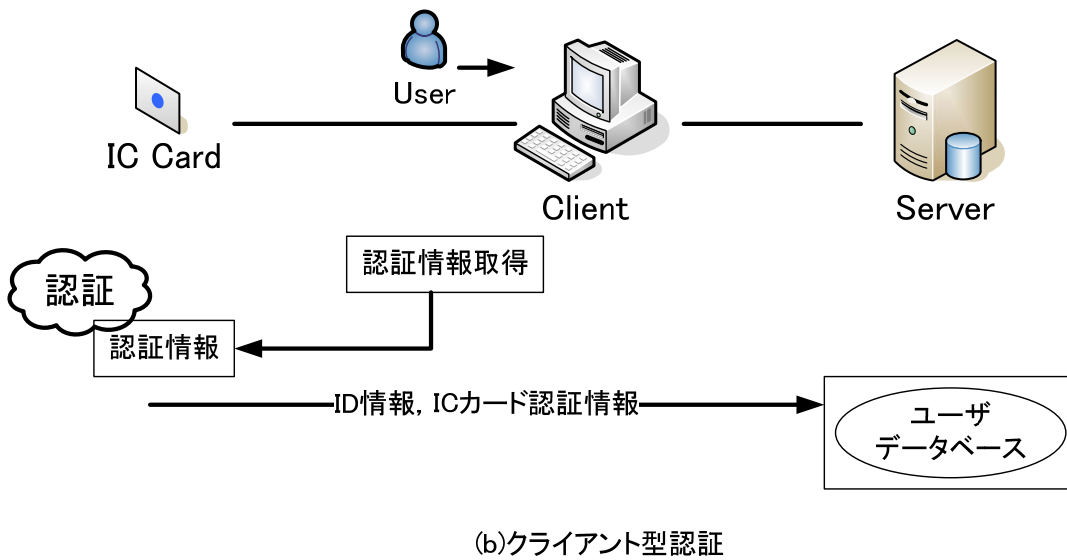 User
IC Card
Client
Server
認証情報取得
認証
認証情報
ID情報, ICカード認証情報
ユーザ
データベース
(b)クライアント型認証